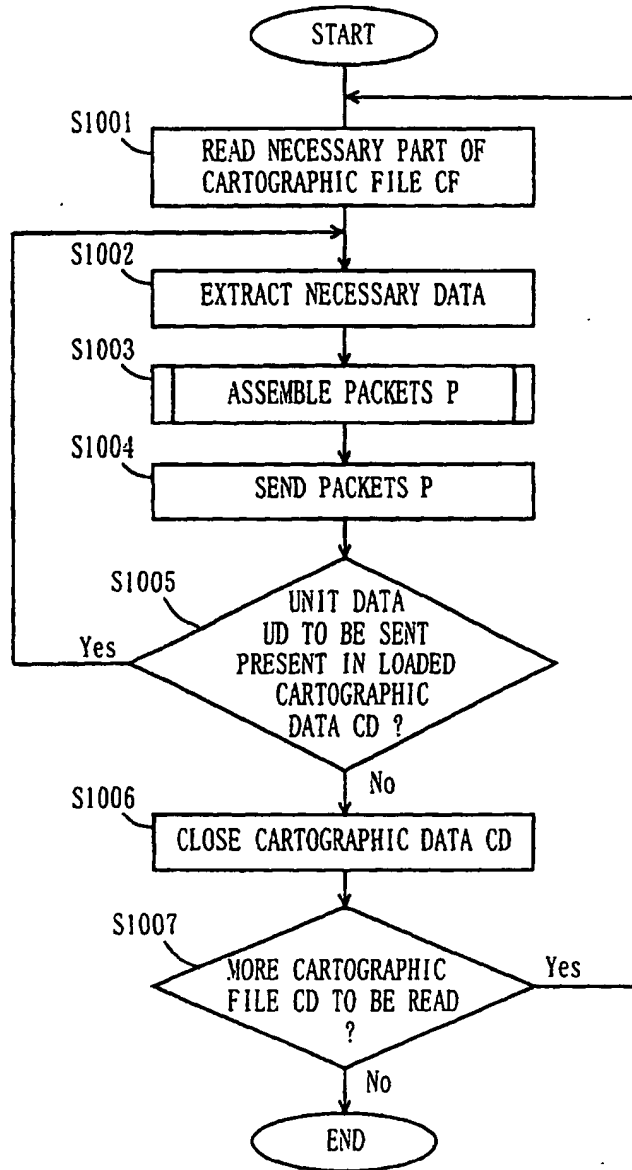 START
S1001
READ NECESSARY PART OF
CARTOGRAPHIC FILE CF
S1002
EXTRACT NECESSARY DATA
S1003
ASSEMBLE PACKETS P
S1004
SEND PACKETS P
S1005
UNIT DATA
UD TO BE SENT
PRESENT IN LOADED
CARTOGRAPHIC
DATA CD ?
Yes
No
S1006
CLOSE CARTOGRAPHIC DATA CD
S1007
MORE CARTOGRAPHIC
FILE CD TO BE READ
?
Yes
No
END